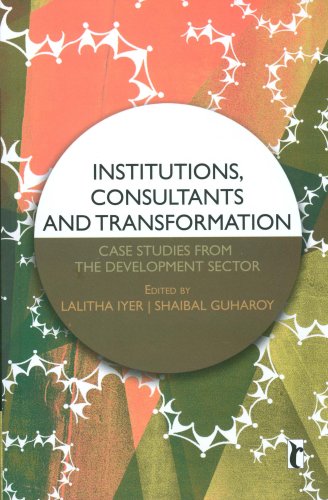 INSTITUTIONS,
CONSULTANTS
AND TRANSFORMATION
CASE STUDIES FROM
THE DEVELOPMENT SECTOR
EDITED BY
LALITHA IYER | SHAIBAL GUHAROY
r